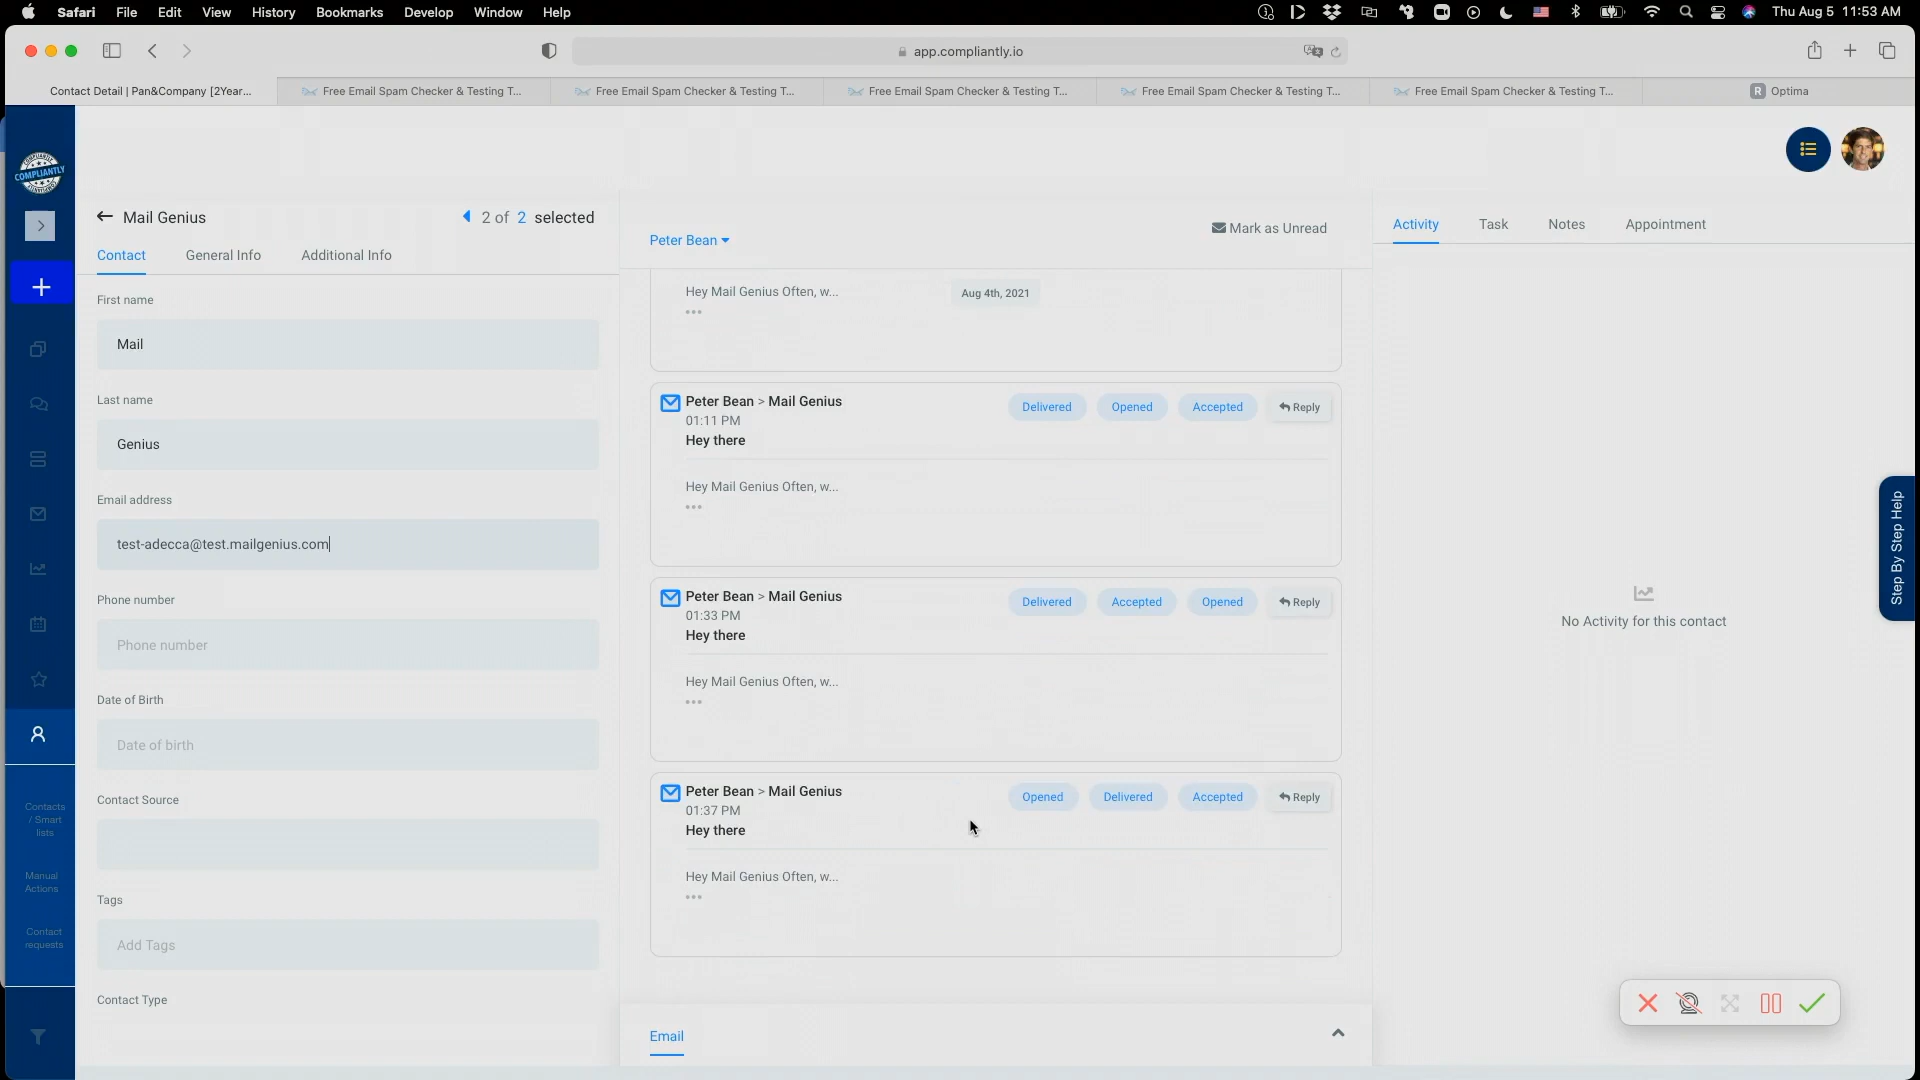 Safari File Edit View History Bookmarks Develop Window Help Thu Aug 5 11:53 AM
app.compliantly.io
Contact Detail | Pan&Company [2Year... Free Email Spam Checker & Testing T... Free Email Spam Checker & Testing T... Free Email Spam Checker & Testing T... Free Email Spam Checker & Testing T... Free Email Spam Checker & Testing T... R Optima
COMPLIANTLY
Mail Genius 2 of 2 selected
Contact General Info Additional Info
First name
Mail
Last name
Genius
Email address
test-adecca@test.mailgenius.com
Phone number
Phone number
Date of Birth
Date of birth
Contact Source
Tags
Add Tags
Contact Type
Contacts
/ Smart
lists
Manual
Actions
Contact
requests
Peter Bean Mark as Unread
Hey Mail Genius Often, w... Aug 4th, 2021
Peter Bean > Mail Genius Delivered Opened Accepted Reply
01:11 PM
Hey there
Hey Mail Genius Often, w...
Peter Bean > Mail Genius Delivered Accepted Opened Reply
01:33 PM
Hey there
Hey Mail Genius Often, w...
Peter Bean > Mail Genius Opened Delivered Accepted Reply
01:37 PM
Hey there
Hey Mail Genius Often, w...
Email
Activity Task Notes Appointment
No Activity for this contact
Step By Step Help